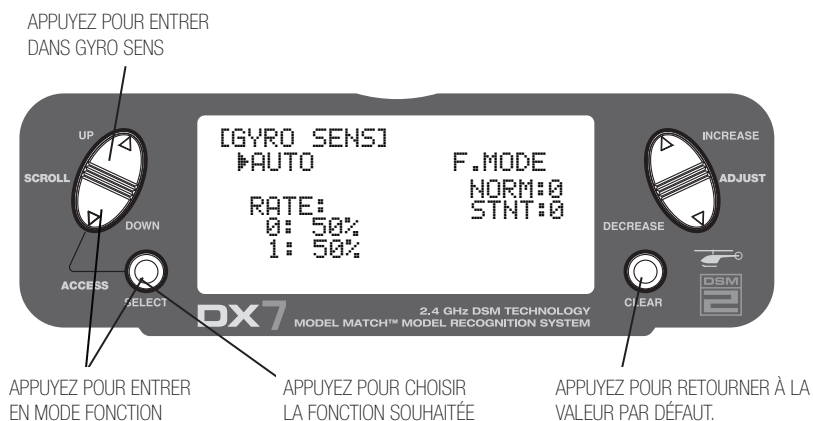 APPUYEZ POUR ENTRER
DANS GYRO SENS
UP
SCROLL
DOWN
ACCESS
SELECT
[GYRO SENS]
AUTO
F.MODE
NORM:0
STNT:0
RATE:
0: 50%
1: 50%
INCREASE
ADJUST
DECREASE
CLEAR
DSM
2
DX7
2.4 GHz DSM TECHNOLOGY
MODEL MATCH™ MODEL RECOGNITION SYSTEM
APPUYEZ POUR ENTRER
EN MODE FONCTION
APPUYEZ POUR CHOISIR
LA FONCTION SOUHAITÉE
APPUYEZ POUR RETOURNER À LA
VALEUR PAR DÉFAUT.